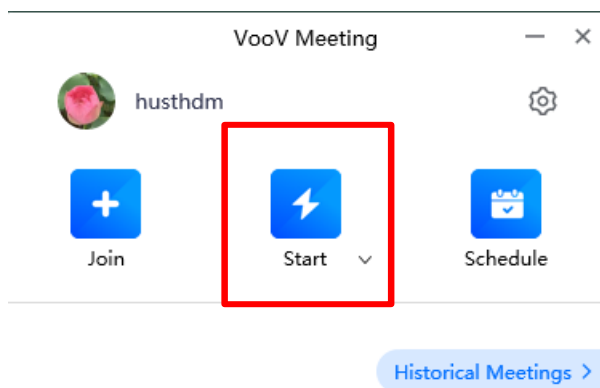 VooV Meeting
husthdm
Join
Start
Schedule
Historical Meetings >